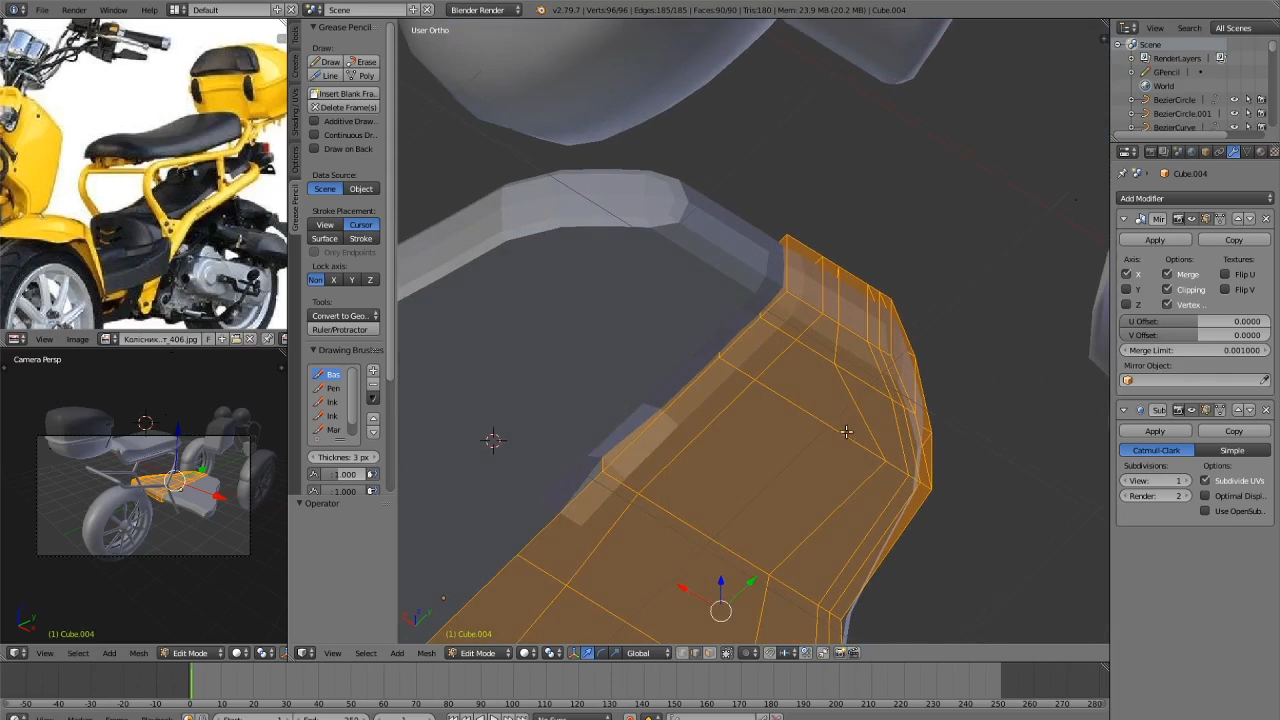 File Render Window Help Default Scene Blender Render v2.79.7 | Verts:96/96 | Edges:185/185 | Faces:90/90 | Tris:180 | Mem: 23.9 MB (20.2 MB) | Cube.004
View Search All Scenes
Grease Pencil
User Ortho
Scene
Draw:
RenderLayers
Draw Erase
GPencil
Line Poly
World
Insert Blank Fra..
BezierCircle
Delete Frame(s)
BezierCircle.001
Additive Draw..
BezierCurve
Continuous Dr..
Draw on Back
Data Source:
Cube.004
Scene Object
Add Modifier
Stroke Placement:
Mir
View Cursor
Surface Stroke
Apply Copy
Only Endpoints
Axis: Options: Textures:
Lock axis:
X Merge Flip U
Non X Y Z
Y Clipping Flip V
Tools:
Z Vertex ..
Convert to Geo..
U Offset: 0.0000
Ruler/Protractor
V Offset: 0.0000
View Image Колісник...т_406.jpg F
Merge Limit: 0.001000
Drawing Brushes
Mirror Object:
Camera Persp
Bas
Pen
Ink
Ink
Mar
Sub
Apply Copy
Catmull-Clark Simple
Thicknes: 3 px
Subdivisions: Options:
1.000
View: 1 Subdivide UVs
1.000
Render: 2 Optimal Displ..
Operator
Use OpenSub..
(1) Cube.004
(1) Cube.004
View Select Add Mesh Edit Mode
View Select Add Mesh Edit Mode Global
-50 -40 -30 -20 -10 0 10 20 30 40 50 60 70 80 90 100 110 120 130 140 150 160 170 180 190 200 210 220 230 240 250 260 270 280